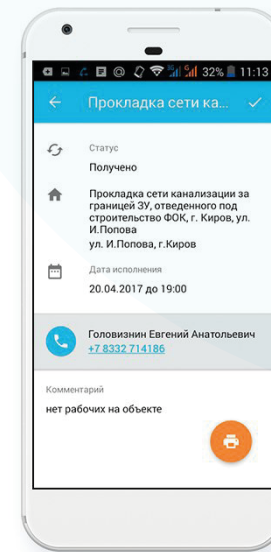 32% 11:13
Прокладка сети ка...
Статус
Получено
Прокладка сети канализации за
границей ЗУ, отведенного под
строительство ФОК, г. Киров, ул.
И.Попова
ул. И.Попова, г.Киров
Дата исполнения
20.04.2017 до 19:00
Головизнин Евгений Анатольевич
+7 8332 714186
Комментарий
нет рабочих на объекте